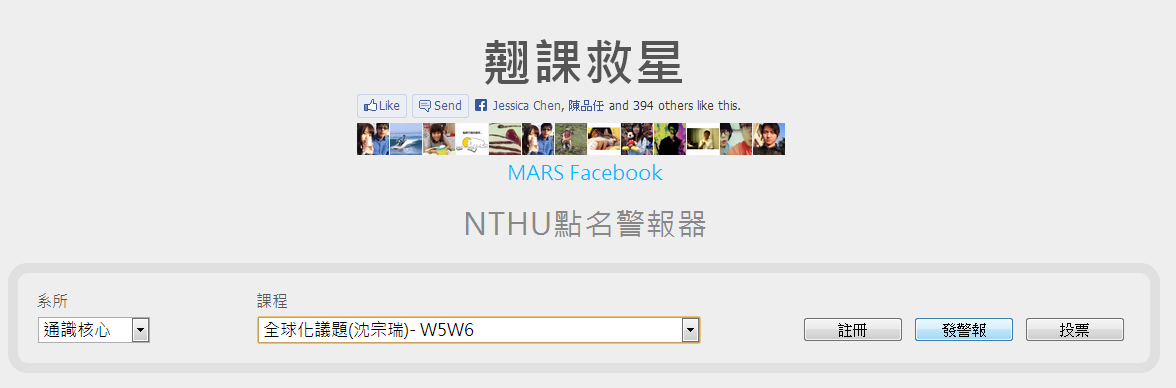 翹課救星
Like Send Jessica Chen, 陳品任 and 394 others like this.
MARS Facebook
NTHU點名警報器
系所 課程
通識核心 全球化議題(沈宗瑞)- W5W6 註冊 發警報 投票